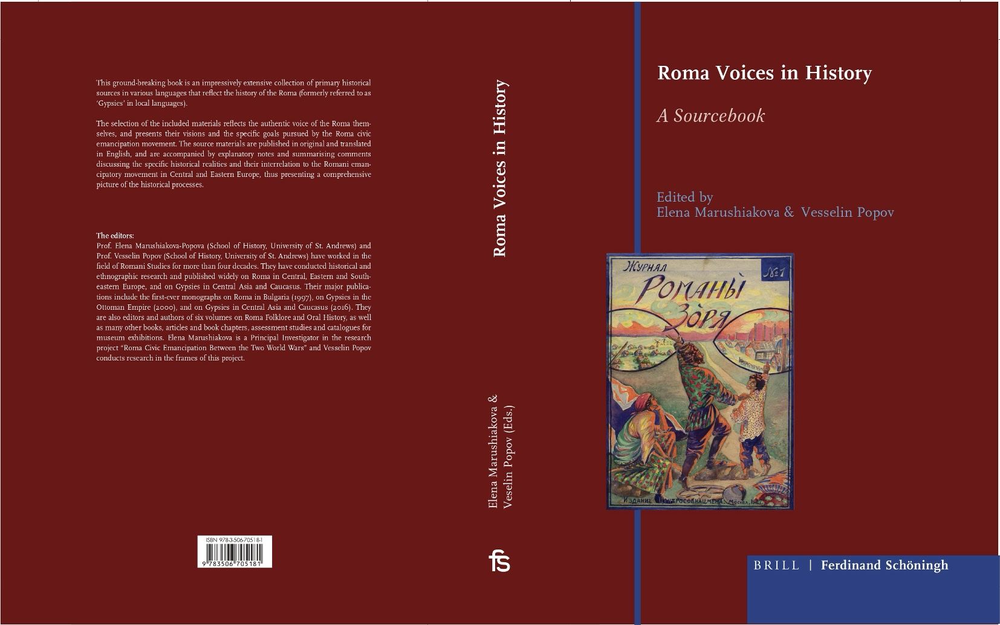 This ground-breaking book is an impressively extensive collection of primary historical
sources in various languages that reflect the history of the Roma (formerly referred to as
‘Gypsies’ in local languages).
The selection of the included materials reflects the authentic voice of the Roma them-
selves, and presents their visions and the specific goals pursued by the Roma civic
emancipation movement. The source materials are published in original and translated
in English, and are accompanied by explanatory notes and summarising comments
discussing the specific historical realities and their interrelation to the Romani eman-
cipatory movement in Central and Eastern Europe, thus presenting a comprehensive
picture of the historical processes.
The editors:
Prof. Elena Marushiakova-Popova (School of History, University of St. Andrews) and
Prof. Vesselin Popov (School of History, University of St. Andrews) have worked in the
field of Romani Studies for more than four decades. They have conducted historical and
ethnographic research and published widely on Roma in Central, Eastern and South-
eastern Europe, and on Gypsies in Central Asia and Caucasus. Their major publica-
tions include the first-ever monographs on Roma in Bulgaria (1997), on Gypsies in the
Ottoman Empire (2000), and on Gypsies in Central Asia and Caucasus (2016). They
are also editors and authors of six volumes on Roma Folklore and Oral History, as well
as many other books, articles and book chapters, assessment studies and catalogues for
museum exhibitions. Elena Marushiakova is a Principal Investigator in the research
project “Roma Civic Emancipation Between the Two World Wars” and Vesselin Popov
conducts research in the frames of this project.
ISBN 978-3-506-70518-1
9 783506 705181
Roma Voices in History
Elena Marushiakova &
Veselin Popov (Eds.)
fs
Roma Voices in History
A Sourcebook
Edited by
Elena Marushiakova & Vesselin Popov
Журнал
№1
Романы̀
Зо̀ря
Издание
Москва, 1927
BRILL | Ferdinand Schöningh